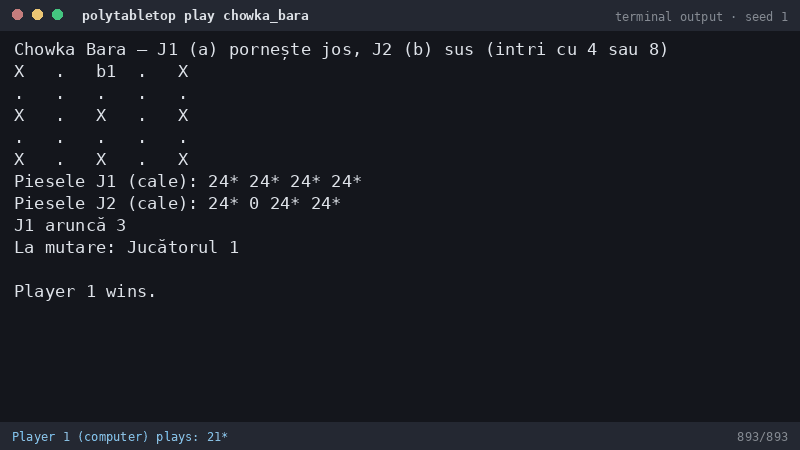 polytabletop play chowka_bara
terminal output · seed 1
Chowka Bara — J1 (a) pornește jos, J2 (b) sus (intri cu 4 sau 8)
X . b1 . X
. . . . .
X . X . X
. . . . .
X . X . X
Piesele J1 (cale): 24* 24* 24* 24*
Piesele J2 (cale): 24* 0 24* 24*
J1 aruncă 3
La mutare: Jucătorul 1
Player 1 wins.
Player 1 (computer) plays: 21*
893/893